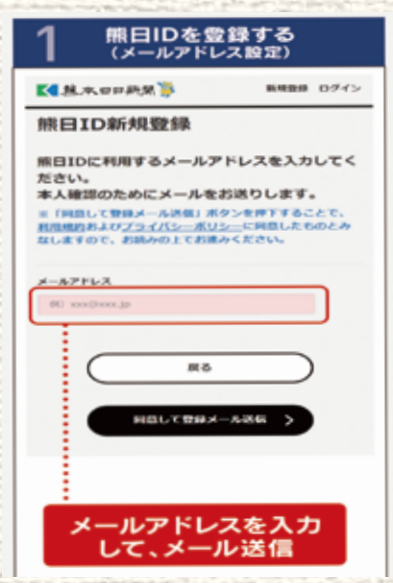 1
熊日IDを登録する
(メールアドレス設定)
熊本日日新聞
新規登録 ログイン
熊日ID新規登録
熊日IDに利用するメールアドレスを入力してく
ださい。
本人確認のためにメールをお送りします。
※「同意して登録メール送信」ボタンを押下することで、
利用規約およびプライバシーポリシーに同意したものとみ
なしますので、お読みの上でお進みください。
メールアドレス
例) xxx@xxx.jp
戻る
同意して登録メール送信 >
メールアドレスを入力
して、メール送信